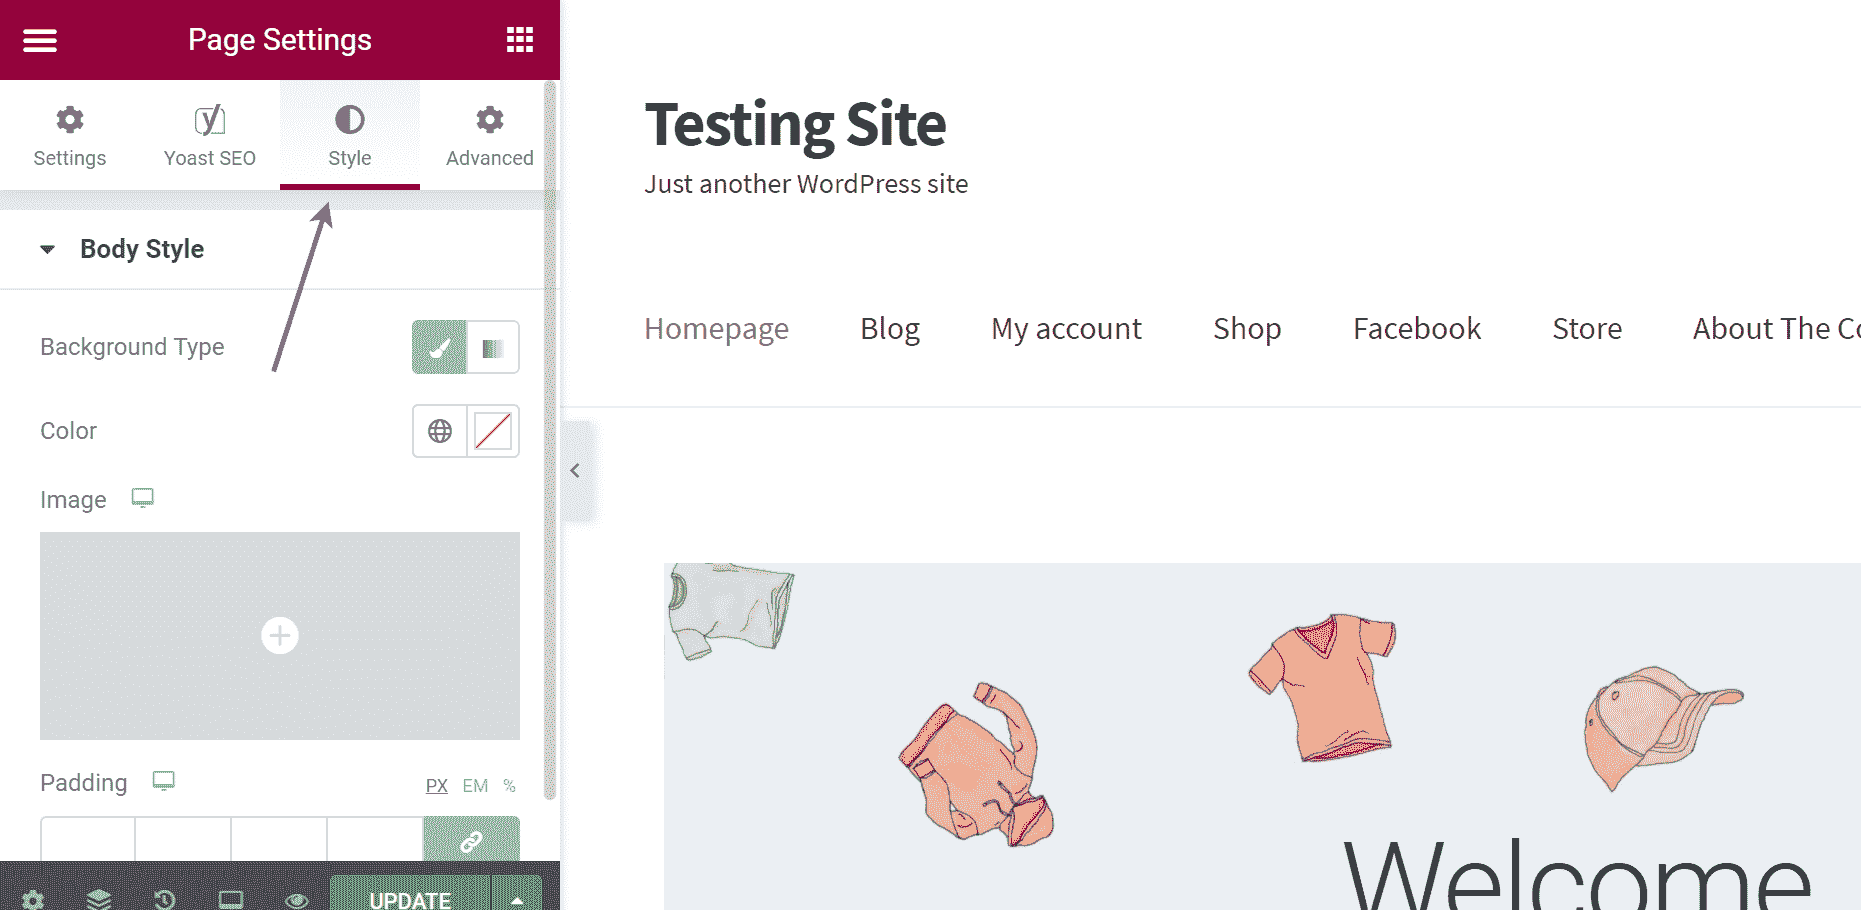 Page Settings
Settings
Yoast SEO
Style
Advanced
Body Style
Background Type
Color
Image
Padding
PX EM %
UPDATE
Testing Site
Just another WordPress site
Homepage Blog My account Shop Facebook Store About The Co
Welcome